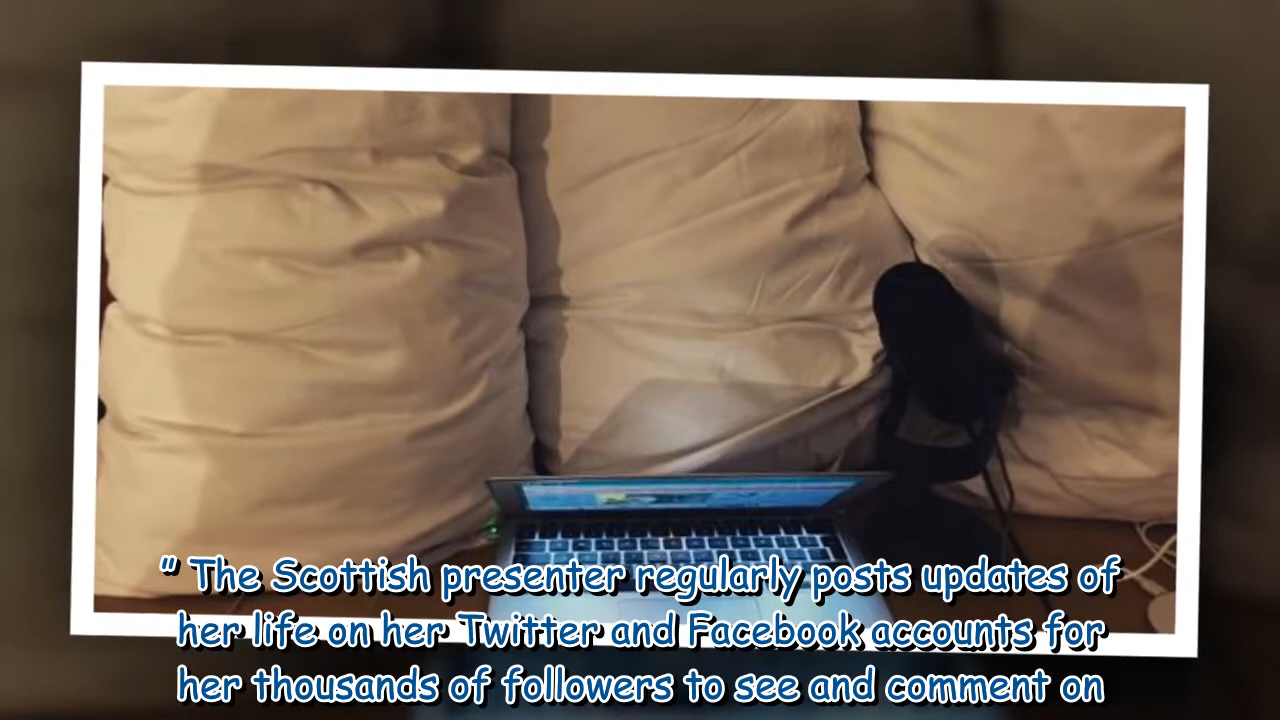 " The Scottish presenter regularly posts updates of
her life on her Twitter and Facebook accounts for
her thousands of followers to see and comment on